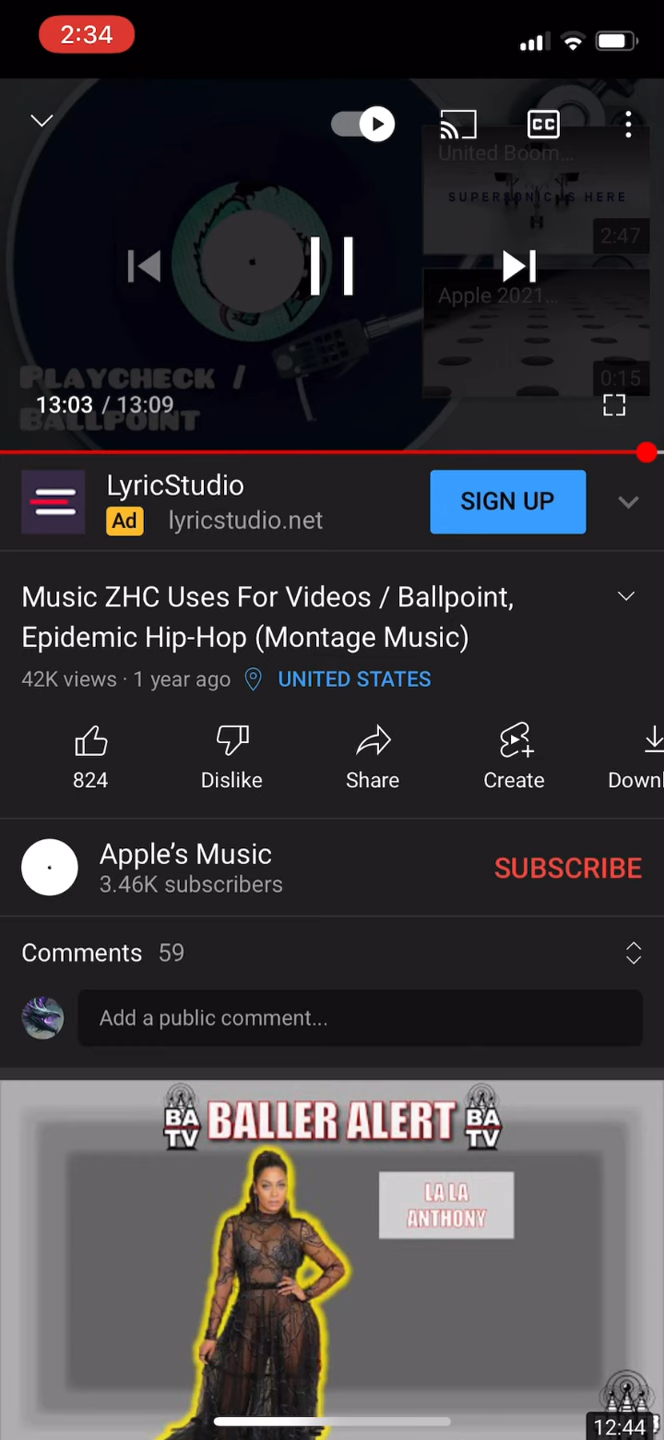 2:34
CC
United Boom...
SUPERSONIC IS HERE
2:47
Apple 2021...
0:15
PLAYCHECK /
BALLPOINT
13:03 / 13:09
LyricStudio
SIGN UP
Ad lyricstudio.net
Music ZHC Uses For Videos / Ballpoint,
Epidemic Hip-Hop (Montage Music)
42K views · 1 year ago UNITED STATES
824 Dislike Share Create Downl
Apple’s Music
3.46K subscribers
SUBSCRIBE
Comments 59
Add a public comment...
BA TV BALLER ALERT BA TV
LA LA
ANTHONY
12:44